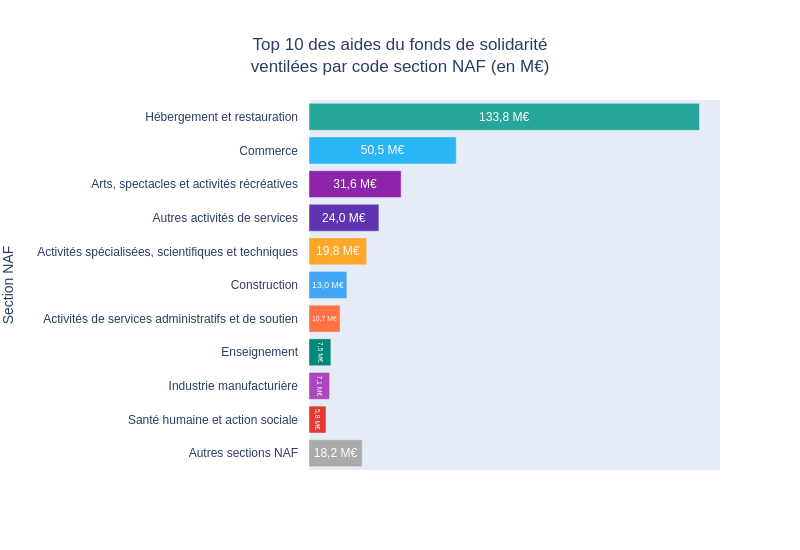 Top 10 des aides du fonds de solidarité
ventilées par code section NAF (en M€)
Section NAF
Hébergement et restauration 133,8 M€
Commerce 50,5 M€
Arts, spectacles et activités récréatives 31,6 M€
Autres activités de services 24,0 M€
Activités spécialisées, scientifiques et techniques 19,8 M€
Construction 13,0 M€
Activités de services administratifs et de soutien 10,7 M€
Enseignement 7,5 M€
Industrie manufacturière 7,1 M€
Santé humaine et action sociale 5,8 M€
Autres sections NAF 18,2 M€